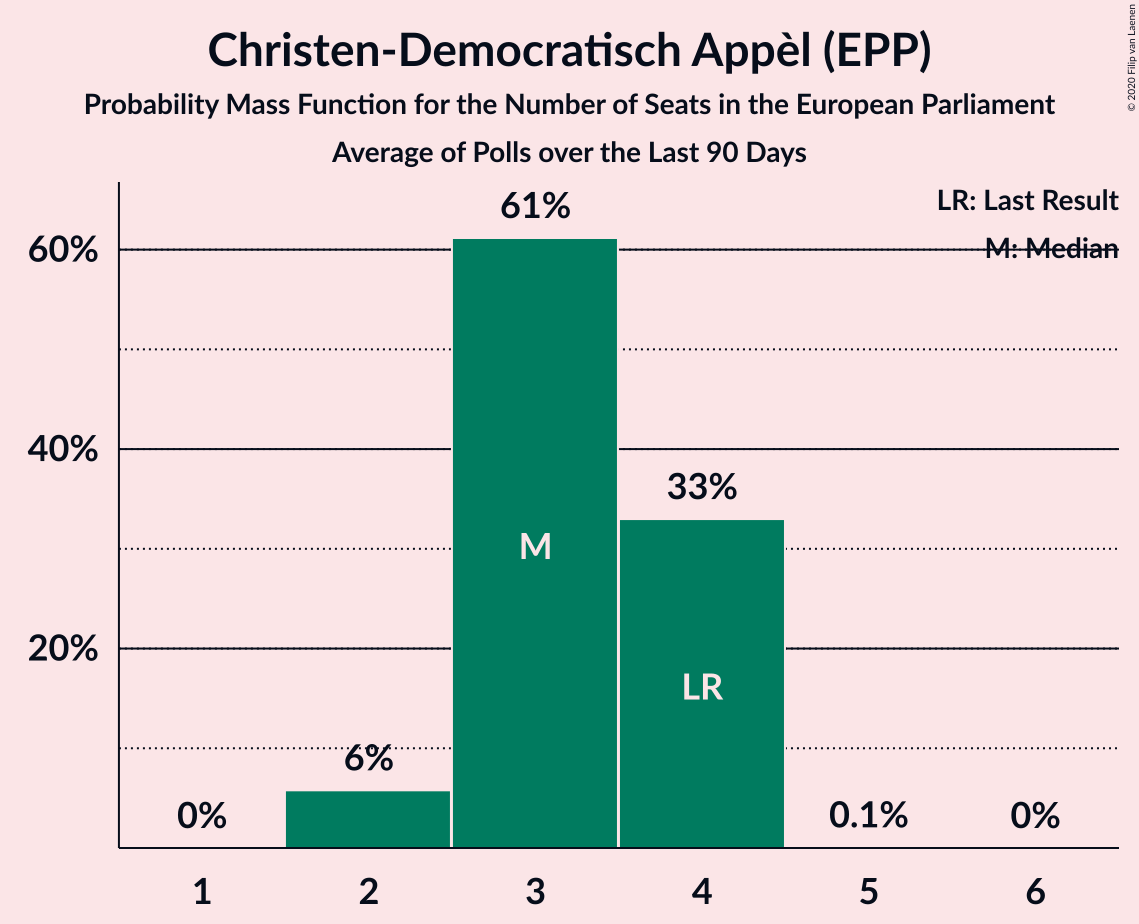 Christen-Democratisch Appèl (EPP)
Probability Mass Function for the Number of Seats in the European Parliament
Average of Polls over the Last 90 Days
© 2020 Filip van Laenen
LR: Last Result
M: Median
61%
60%
40%
33%
M
20%
LR
6%
0%
0.1%
0%
1 2 3 4 5 6